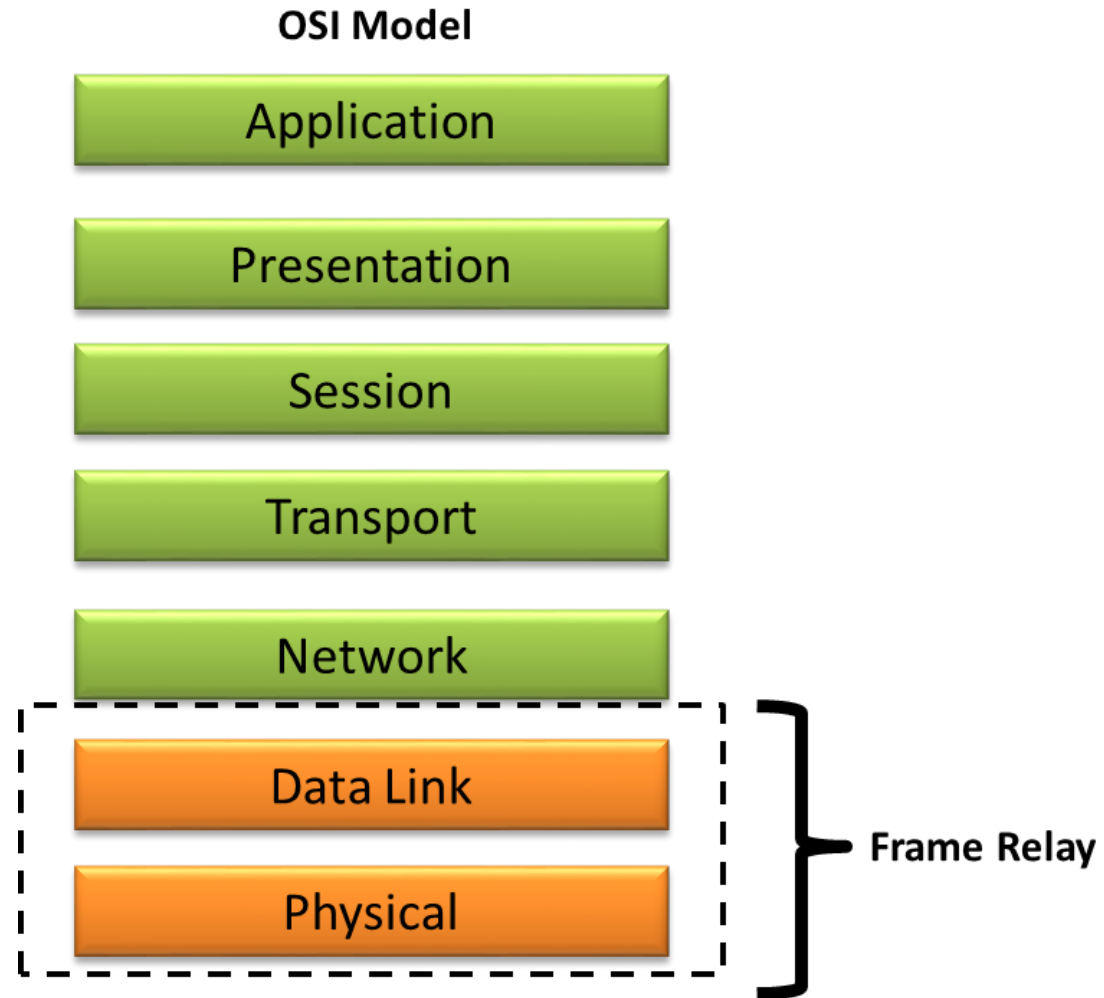 OSI Model
Application
Presentation
Session
Transport
Network
Data Link
Physical
Frame Relay